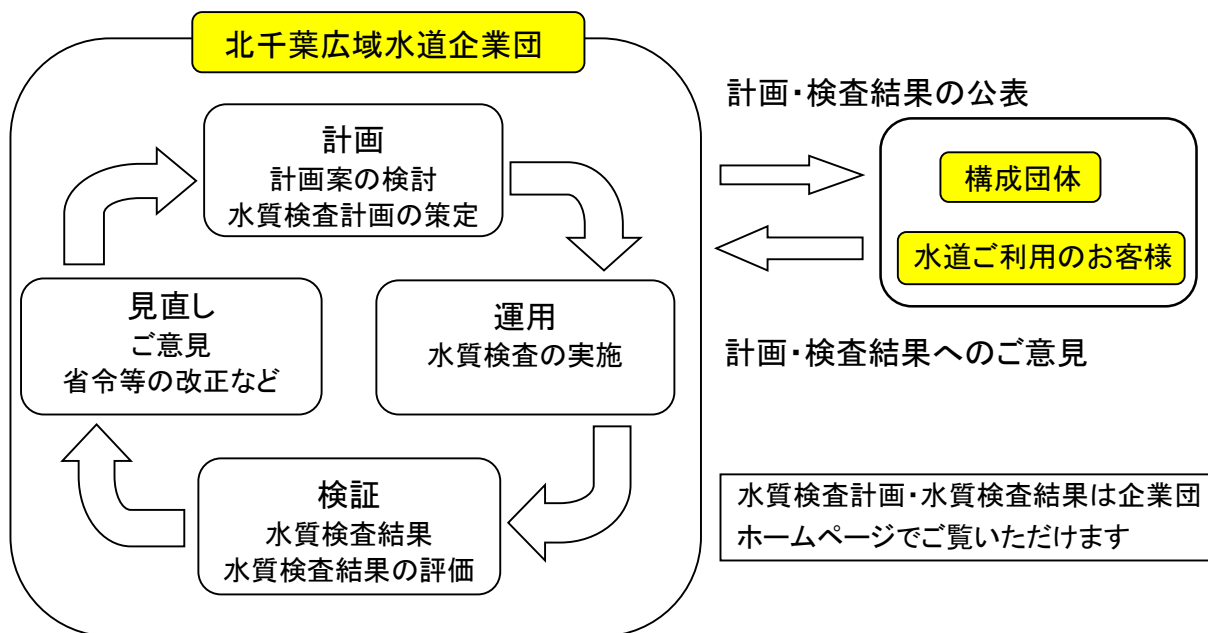 北千葉広域水道企業団
計画
計画案の検討
水質検査計画の策定
運用
水質検査の実施
検証
水質検査結果
水質検査結果の評価
見直し
ご意見
省令等の改正など
計画・検査結果の公表
構成団体
水道ご利用のお客様
計画・検査結果へのご意見
水質検査計画・水質検査結果は企業団
ホームページでご覧いただけます